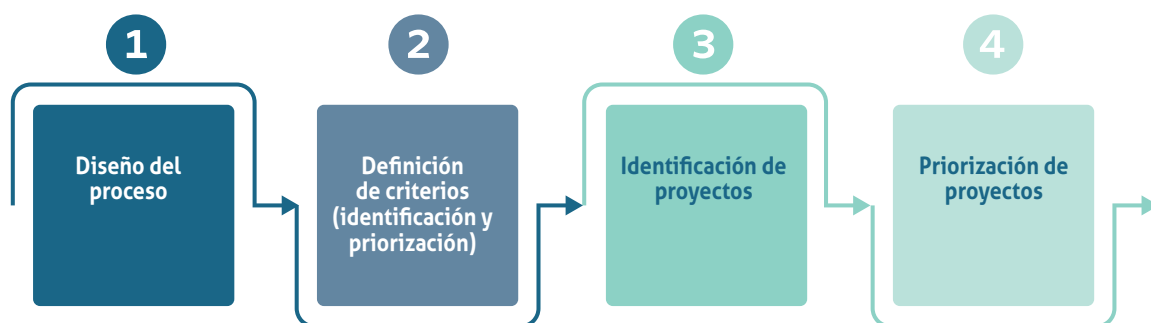 1
Diseño del
proceso
2
Definición
de criterios
(identificación y
priorización)
3
Identificación de
proyectos
4
Priorización de
proyectos